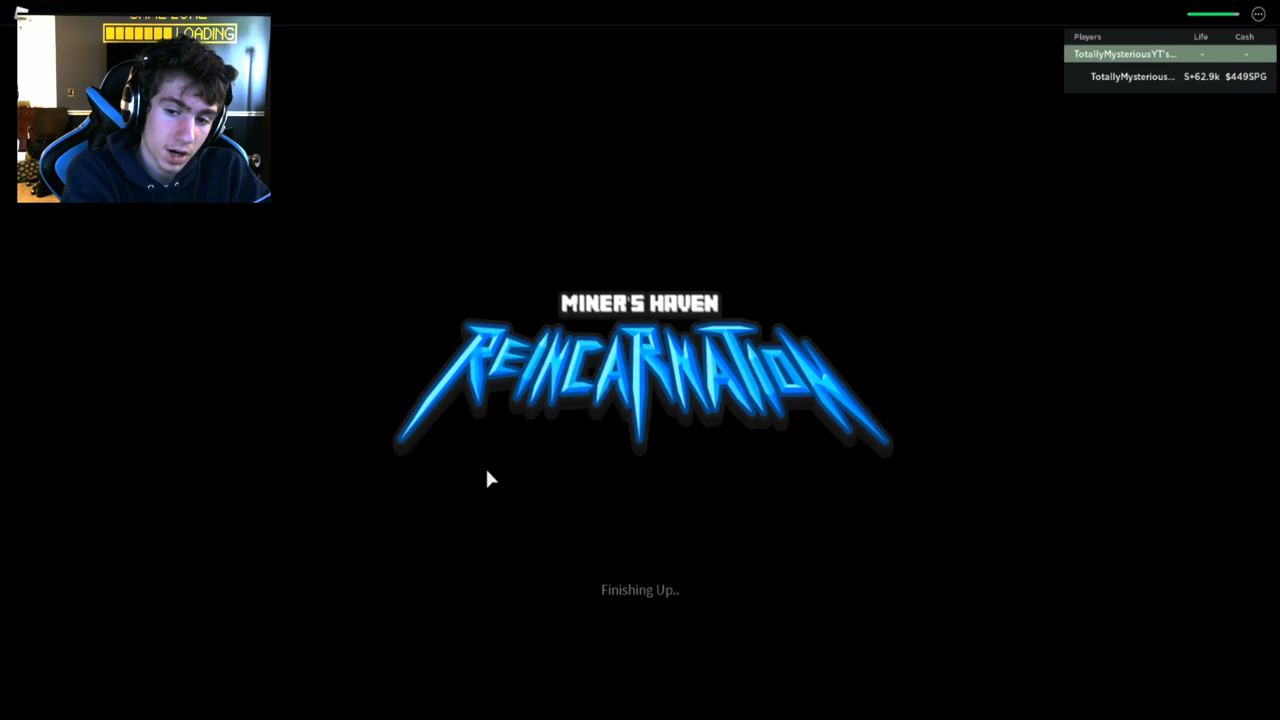 LOADING
Players Life Cash
TotallyMysteriousYT's... - -
TotallyMysterious... S+62.9k $449SPG
MINER'S HAVEN
REINCARNATION
Finishing Up..